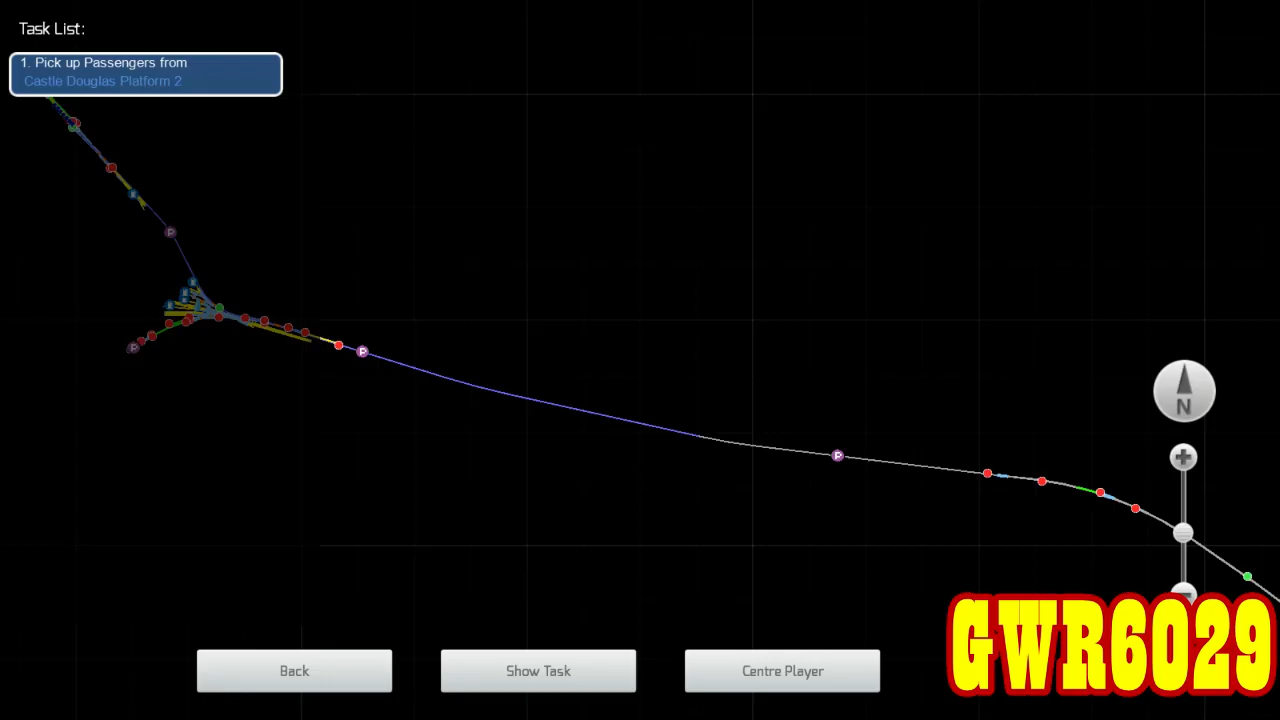 Task List:
1. Pick up Passengers from
Castle Douglas Platform 2
P
P
P
P
N
Back
Show Task
Centre Player
GWR6029